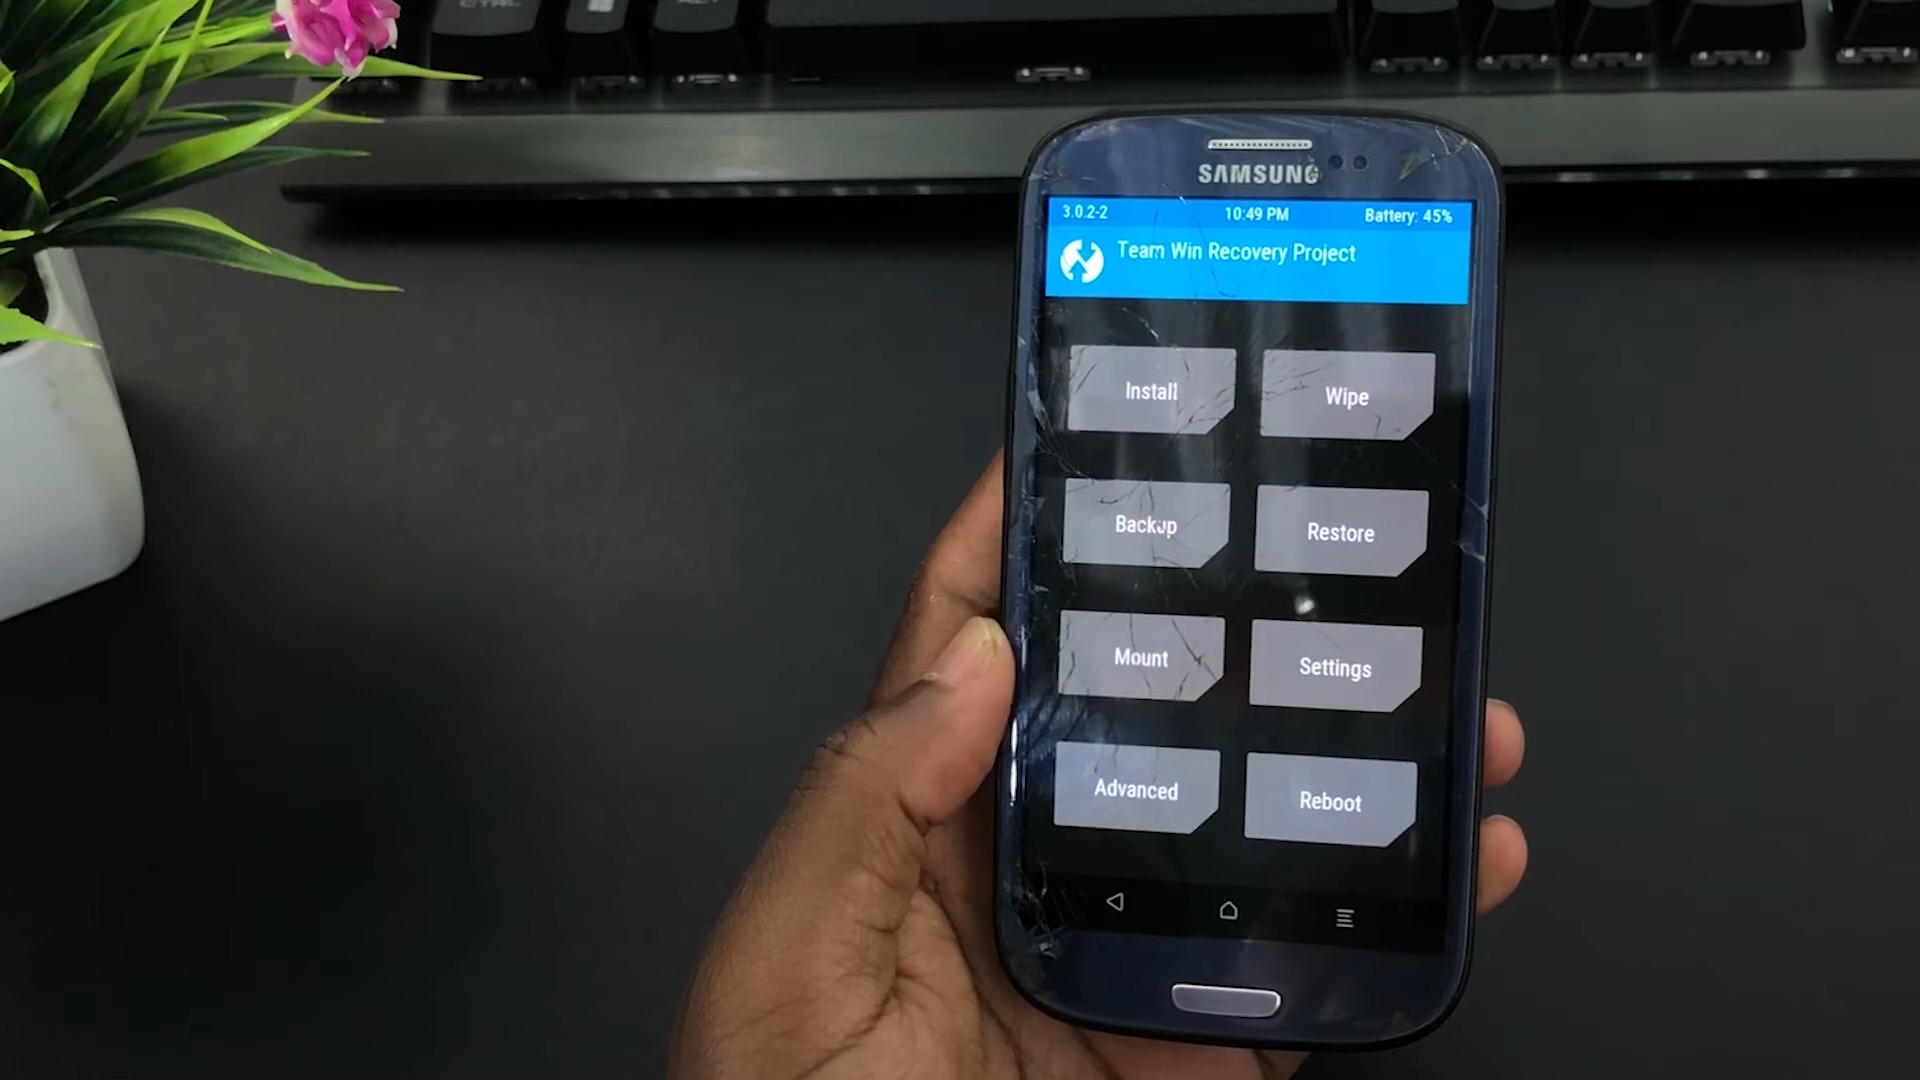 CTRL
SAMSUNG
3.0.2-2 10:49 PM Battery: 45%
Team Win Recovery Project
Install Wipe
Backup Restore
Mount Settings
Advanced Reboot